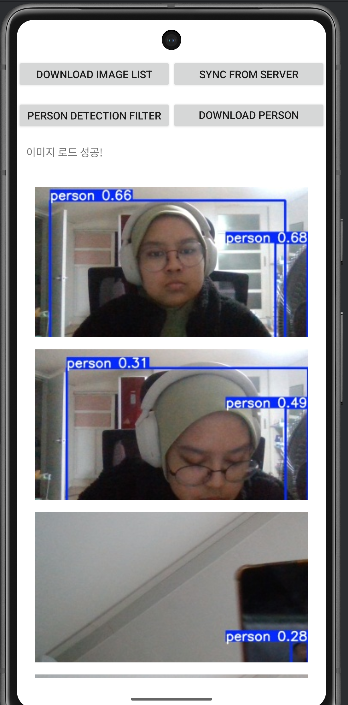 DOWNLOAD IMAGE LIST
SYNC FROM SERVER
PERSON DETECTION FILTER
DOWNLOAD PERSON
이미지 로드 성공!
person 0.66
person 0.68
person 0.31
person 0.49
person 0.28